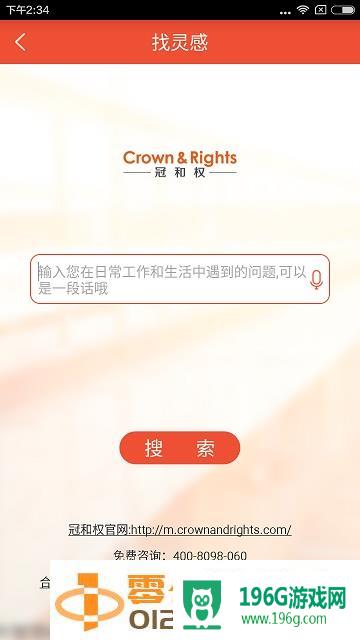 下午2:34
找灵感
Crown & Rights
冠和权
输入您在日常工作和生活中遇到的问题,可以
是一段话哦
搜 索
冠和权官网:http://m.crownandrights.com/
免费咨询：400-8098-060
196G游戏网
www.196g.com